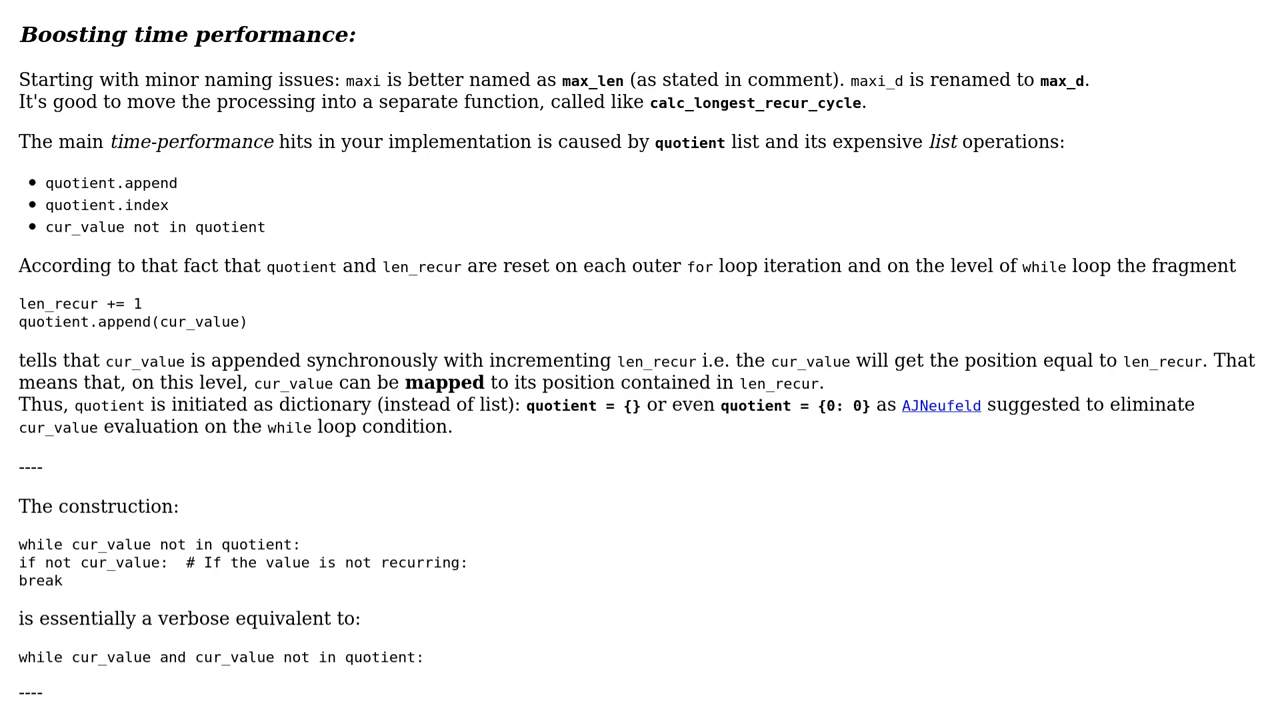 Boosting time performance:
Starting with minor naming issues: maxi is better named as max_len (as stated in comment). maxi_d is renamed to max_d.
It's good to move the processing into a separate function, called like calc_longest_recur_cycle.
The main time-performance hits in your implementation is caused by quotient list and its expensive list operations:
• quotient.append
• quotient.index
• cur_value not in quotient
According to that fact that quotient and len_recur are reset on each outer for loop iteration and on the level of while loop the fragment
len_recur += 1
quotient.append(cur_value)
tells that cur_value is appended synchronously with incrementing len_recur i.e. the cur_value will get the position equal to len_recur. That
means that, on this level, cur_value can be mapped to its position contained in len_recur.
Thus, quotient is initiated as dictionary (instead of list): quotient = {} or even quotient = {0: 0} as AJNeufeld suggested to eliminate
cur_value evaluation on the while loop condition.
----
The construction:
while cur_value not in quotient:
if not cur_value:  # If the value is not recurring:
break
is essentially a verbose equivalent to:
while cur_value and cur_value not in quotient:
----